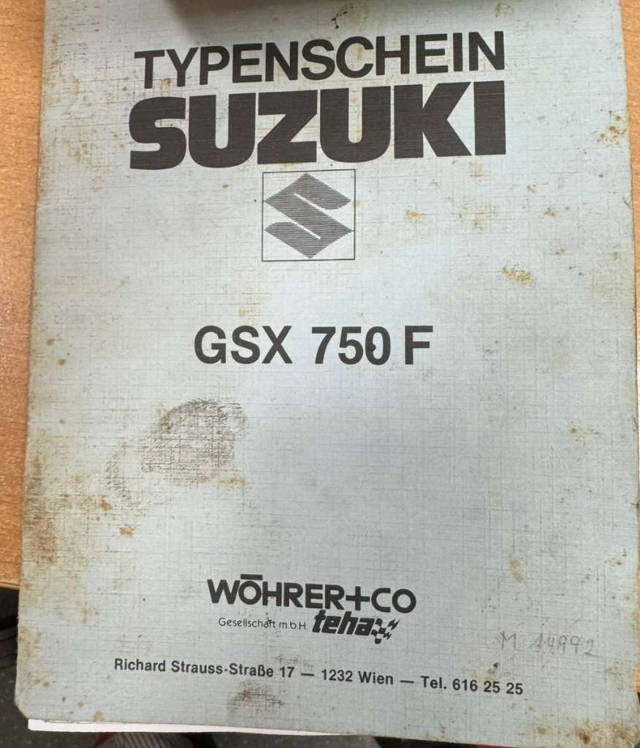 TYPENSCHEIN
SUZUKI
GSX 750 F
WÖHRER+CO
Gesellschaft m.b.H. teha
M 14992
Richard Strauss-Straße 17 — 1232 Wien — Tel. 616 25 25